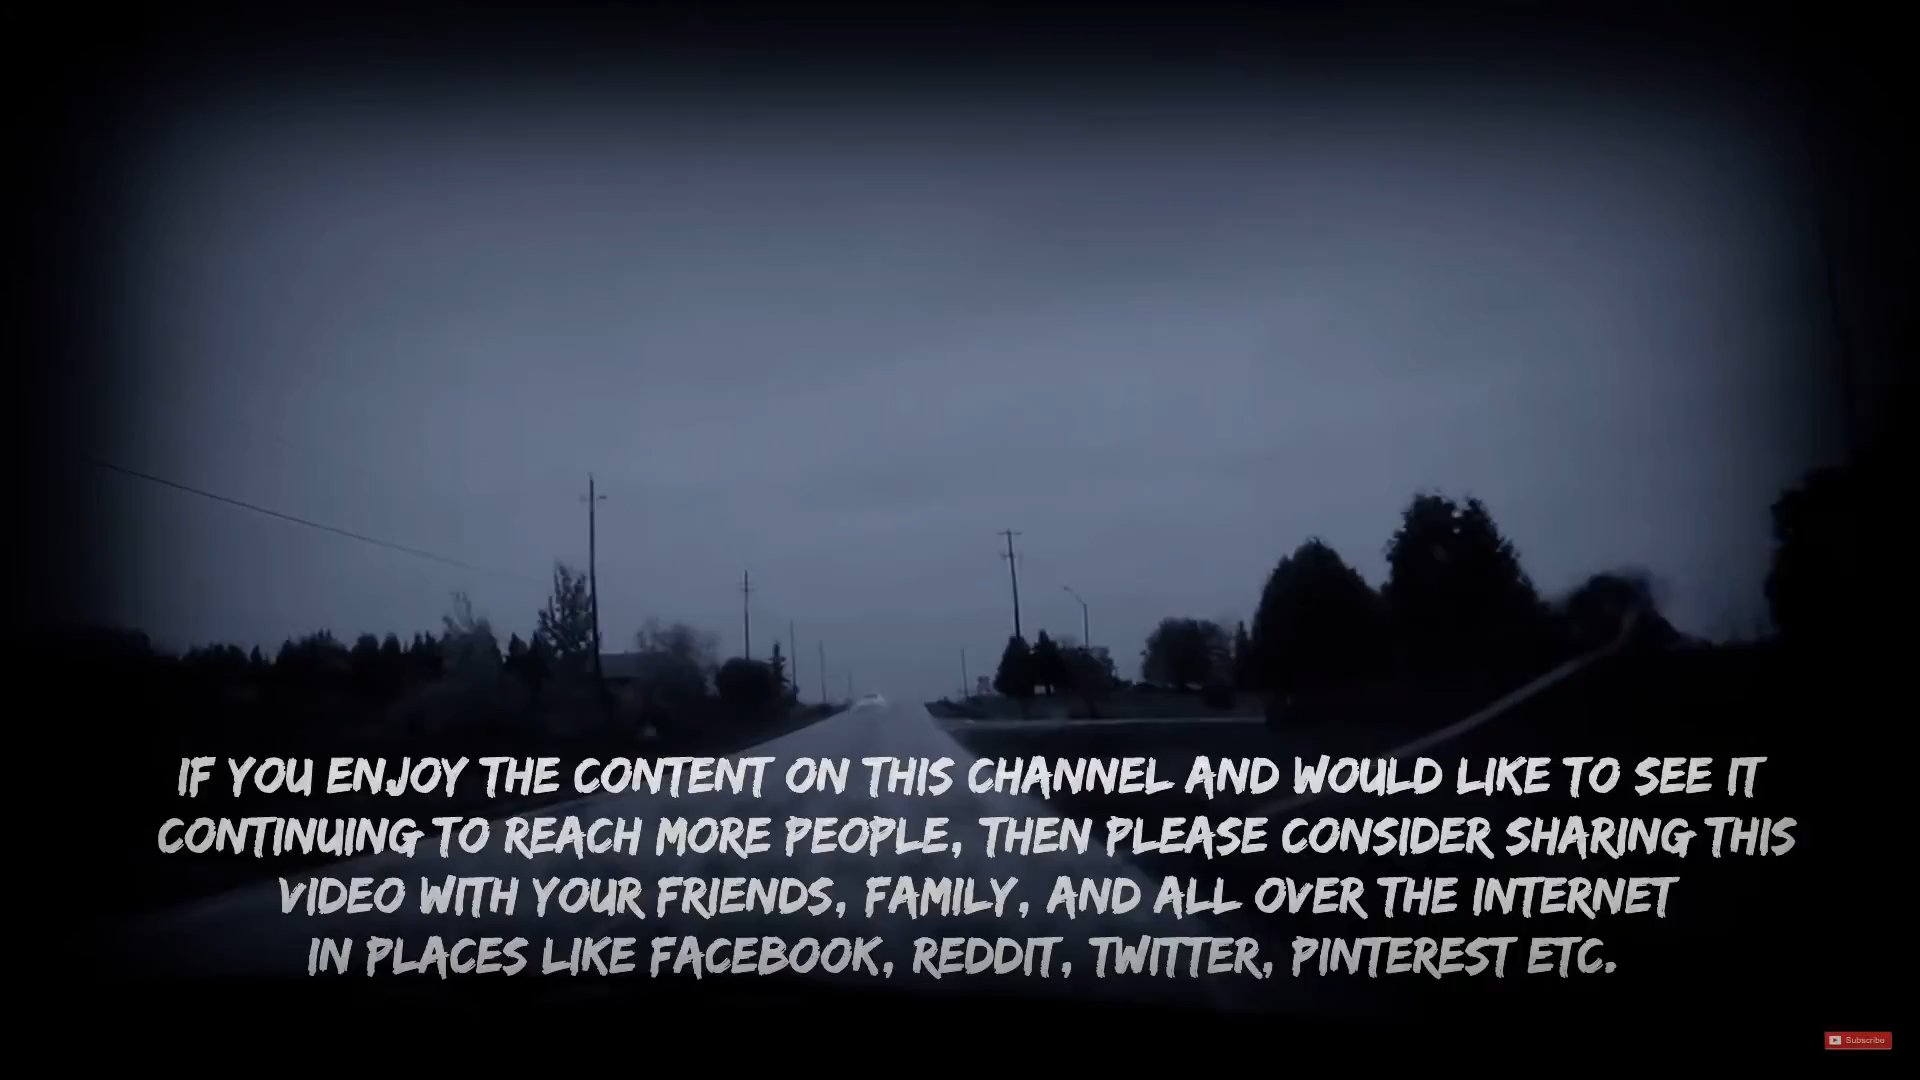 IF YOU ENJOY THE CONTENT ON THIS CHANNEL AND WOULD LIKE TO SEE IT
CONTINUING TO REACH MORE PEOPLE, THEN PLEASE CONSIDER SHARING THIS
VIDEO WITH YOUR FRIENDS, FAMILY, AND ALL OVER THE INTERNET
IN PLACES LIKE FACEBOOK, REDDIT, TWITTER, PINTEREST ETC.
Subscribe